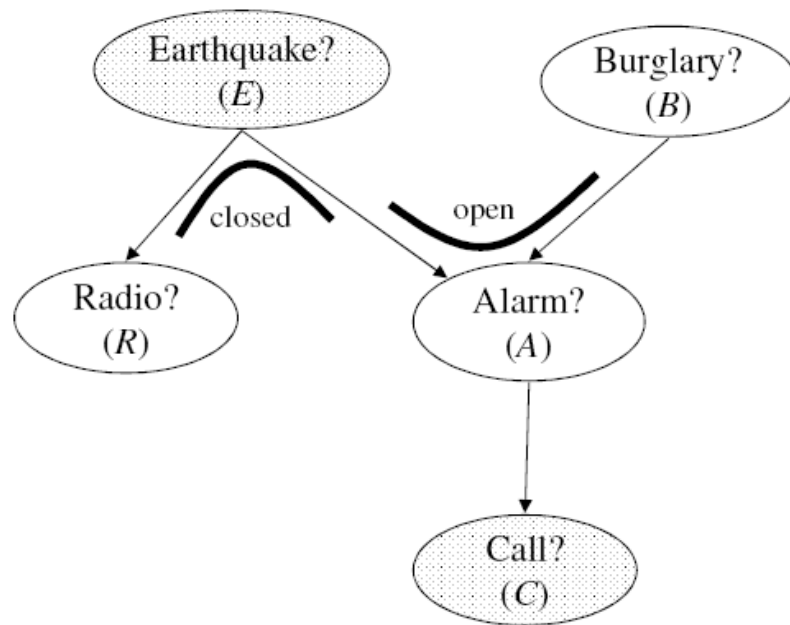 Earthquake?
(E)
Burglary?
(B)
closed
open
Radio?
(R)
Alarm?
(A)
Call?
(C)